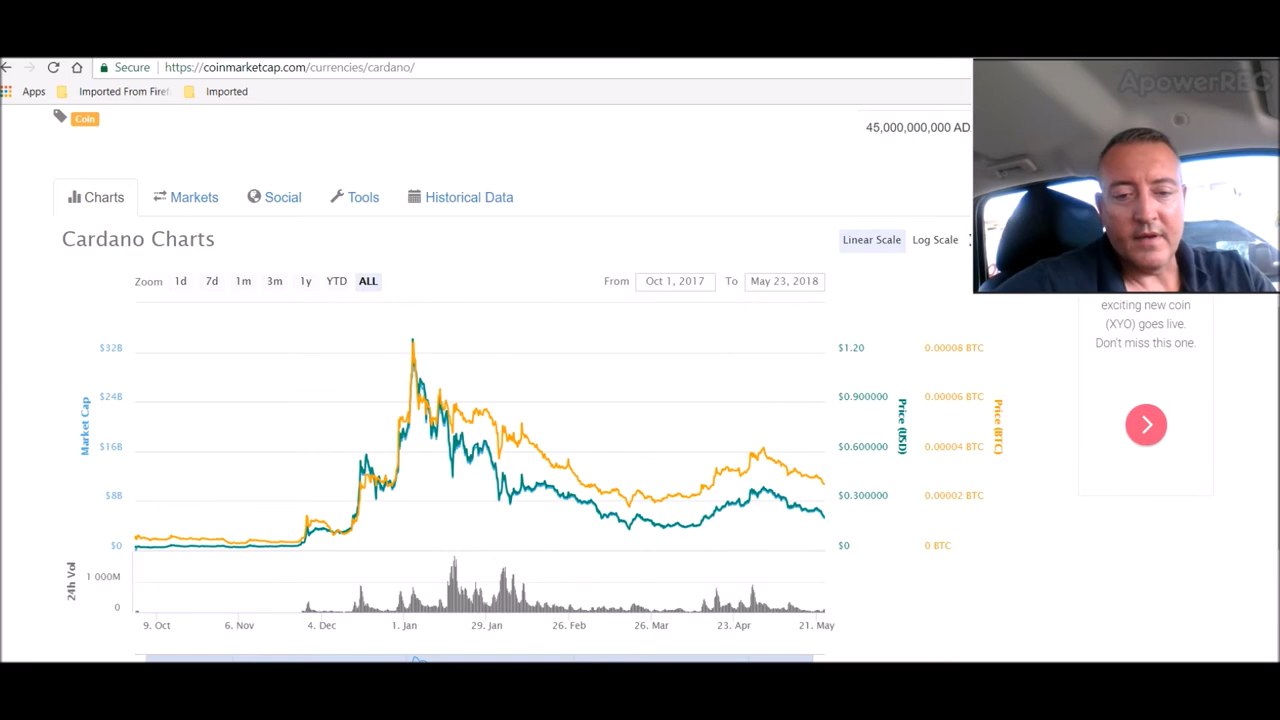 Secure https://coinmarketcap.com/currencies/cardano/
ApowerREC
Apps Imported From Firef Imported
Coin
45,000,000,000 AD
Charts Markets Social Tools Historical Data
Cardano Charts
Linear Scale Log Scale
Zoom 1d 7d 1m 3m 1y YTD ALL
From Oct 1, 2017 To May 23, 2018
exciting new coin
(XYO) goes live.
Don't miss this one.
$32B $1.20 0.00008 BTC
$24B $0.900000 0.00006 BTC
Market Cap Price (USD) Price (BTC)
$16B $0.600000 0.00004 BTC
$8B $0.300000 0.00002 BTC
$0 $0 0 BTC
24h Vol
1 000M
0
9. Oct 6. Nov 4. Dec 1. Jan 29. Jan 26. Feb 26. Mar 23. Apr 21. May